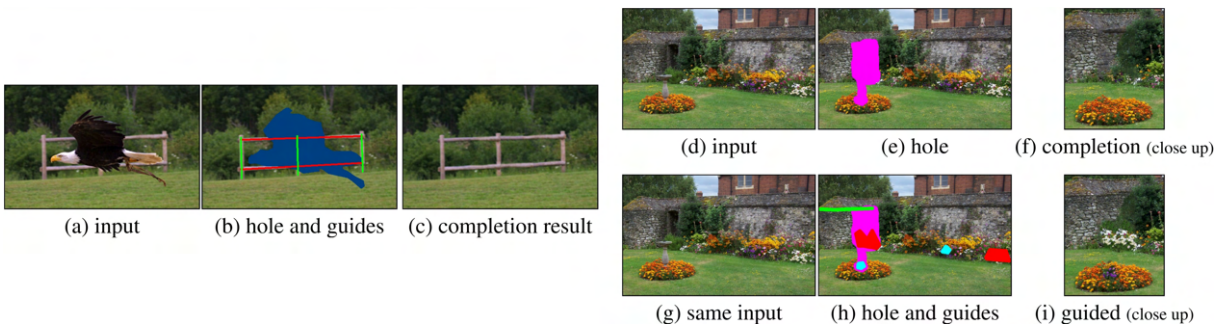 (a) input
(b) hole and guides
(c) completion result
(d) input
(e) hole
(f) completion (close up)
(g) same input
(h) hole and guides
(i) guided (close up)